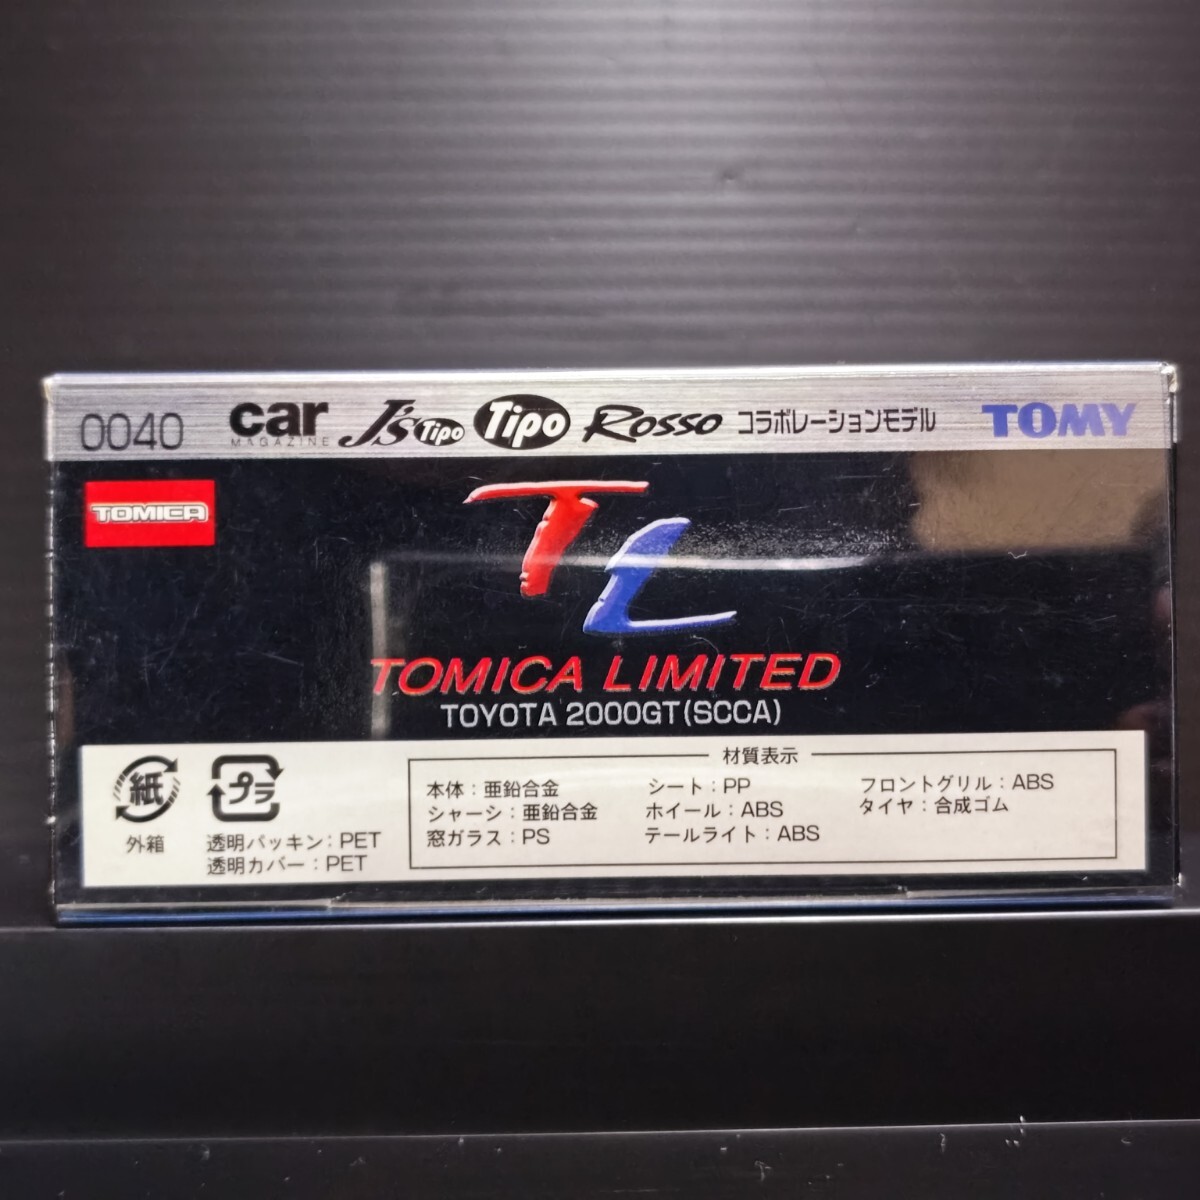 0040 car MAGAZINE J's Tipo Tipo Rosso コラボレーションモデル TOMY
TOMICA
TL
TOMICA LIMITED
TOYOTA 2000GT(SCCA)
紙
外箱
プラ
透明パッキン：PET
透明カバー：PET
材質表示
本体：亜鉛合金
シャーシ：亜鉛合金
窓ガラス：PS
シート：PP
ホイール：ABS
テールライト：ABS
フロントグリル：ABS
タイヤ：合成ゴム